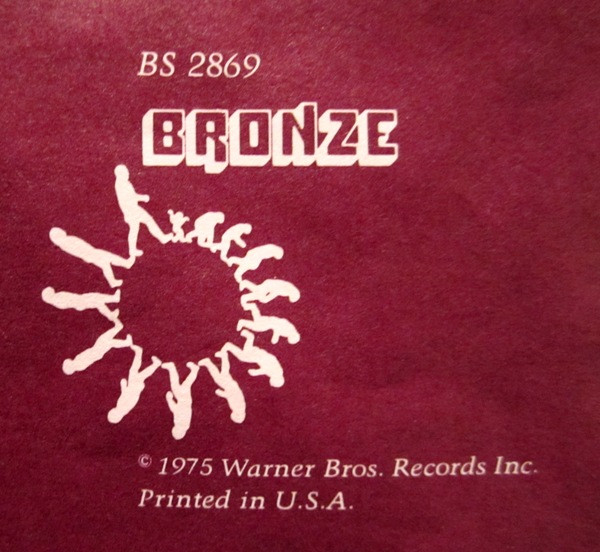 BS 2869
BRONZE
© 1975 Warner Bros. Records Inc.
Printed in U.S.A.